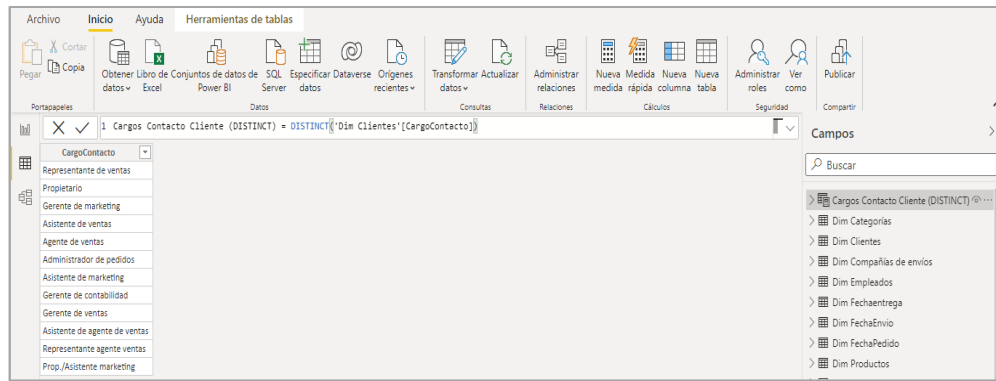 Archivo Inicio Ayuda Herramientas de tablas
Pegar
Cortar
Copia
Portapapeles
Obtener datos
Libro de Excel
Conjuntos de datos de Power BI
SQL Server
Especificar datos
Dataverse
Orígenes recientes
Datos
Transformar datos
Actualizar
Consultas
Administrar relaciones
Relaciones
Nueva medida
Medida rápida
Nueva columna
Nueva tabla
Cálculos
Administrar roles
Ver como
Seguridad
Publicar
Compartir
1 Cargos Contacto Cliente (DISTINCT) = DISTINCT('Dim Clientes'[CargoContacto])
CargoContacto
Representante de ventas
Propietario
Gerente de marketing
Asistente de ventas
Agente de ventas
Administrador de pedidos
Asistente de marketing
Gerente de contabilidad
Gerente de ventas
Asistente de agente de ventas
Representante agente ventas
Prop./Asistente marketing
Campos
Buscar
Cargos Contacto Cliente (DISTINCT)
Dim Categorías
Dim Clientes
Dim Compañías de envíos
Dim Empleados
Dim Fechaentrega
Dim FechaEnvio
Dim FechaPedido
Dim Productos